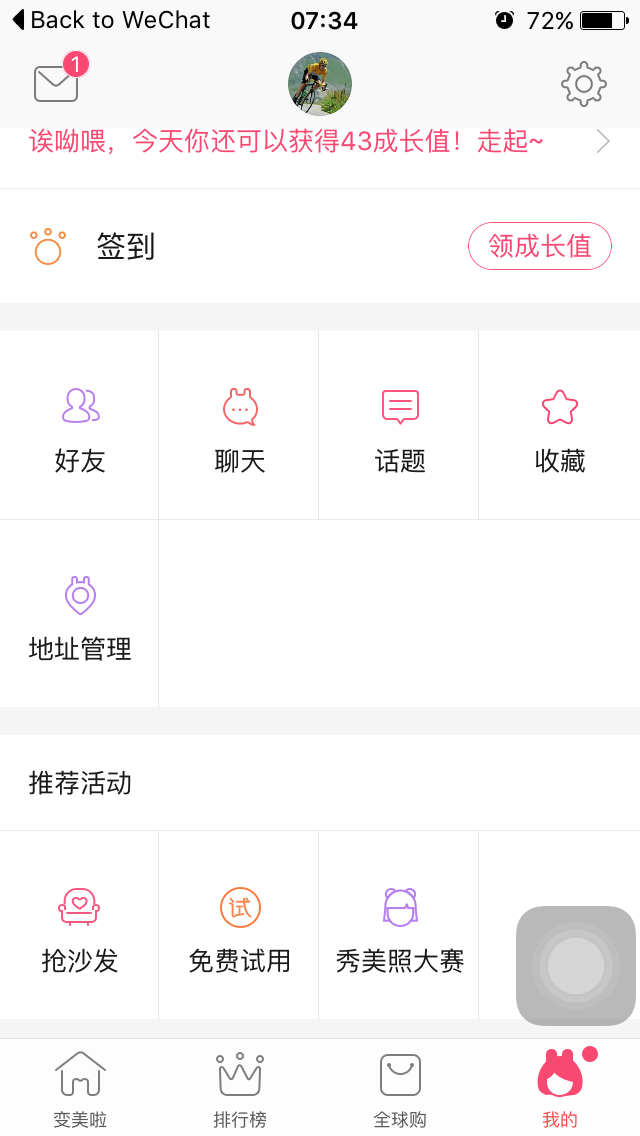 Back to WeChat 07:34 72%
1
诶呦喂，今天你还可以获得43成长值！走起~
签到 领成长值
好友 聊天 话题 收藏
地址管理
推荐活动
试
抢沙发 免费试用 秀美照大赛
变美啦 排行榜 全球购 我的